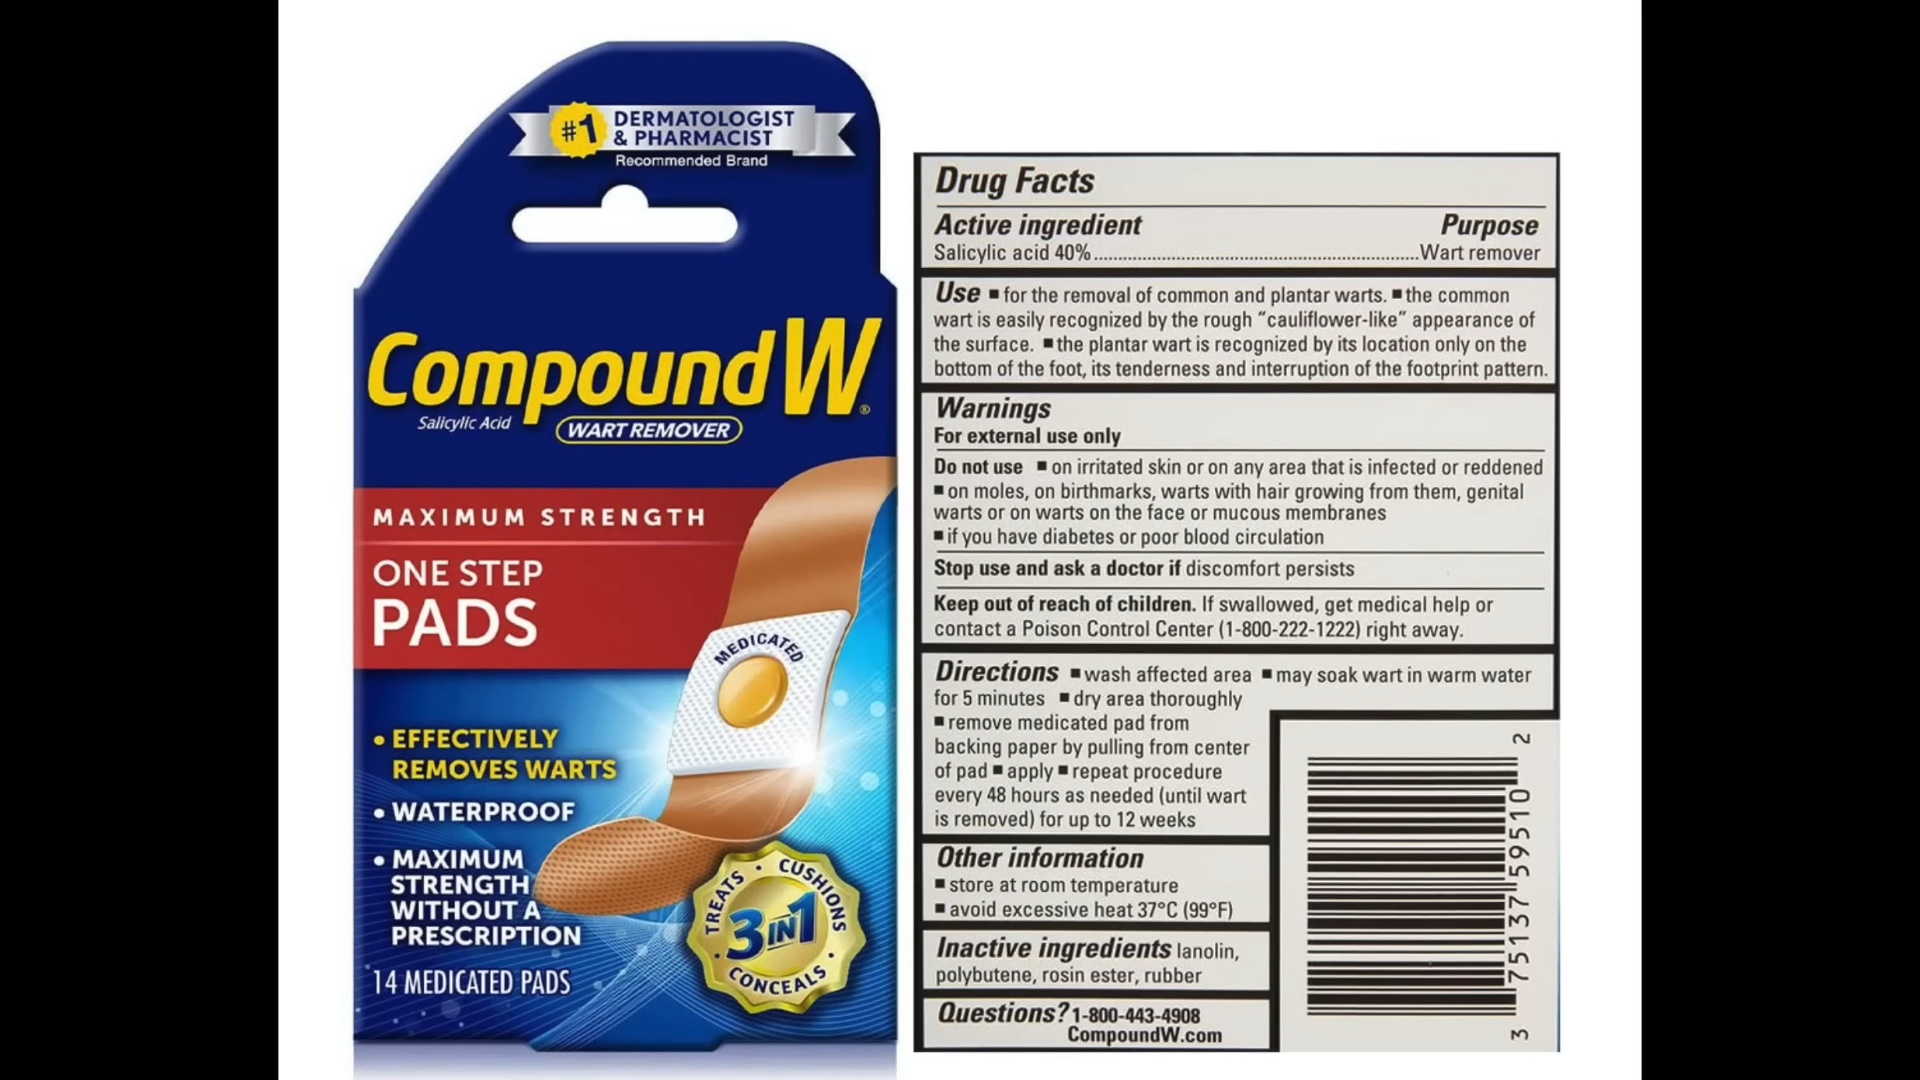 #1 DERMATOLOGIST
& PHARMACIST
Recommended Brand
Compound W®
Salicylic Acid
WART REMOVER
MAXIMUM STRENGTH
ONE STEP
PADS
MEDICATED
• EFFECTIVELY
REMOVES WARTS
• WATERPROOF
• MAXIMUM
STRENGTH
WITHOUT A
PRESCRIPTION
14 MEDICATED PADS
TREATS • CUSHIONS
3 IN 1
• CONCEALS •
Drug Facts
Active ingredient Purpose
Salicylic acid 40%........Wart remover
Use ■ for the removal of common and plantar warts. ■ the common
wart is easily recognized by the rough “cauliflower-like” appearance of
the surface. ■ the plantar wart is recognized by its location only on the
bottom of the foot, its tenderness and interruption of the footprint pattern.
Warnings
For external use only
Do not use ■ on irritated skin or on any area that is infected or reddened
■ on moles, on birthmarks, warts with hair growing from them, genital
warts or on warts on the face or mucous membranes
■ if you have diabetes or poor blood circulation
Stop use and ask a doctor if discomfort persists
Keep out of reach of children. If swallowed, get medical help or
contact a Poison Control Center (1-800-222-1222) right away.
Directions ■ wash affected area ■ may soak wart in warm water
for 5 minutes ■ dry area thoroughly
■ remove medicated pad from
backing paper by pulling from center
of pad ■ apply ■ repeat procedure
every 48 hours as needed (until wart
is removed) for up to 12 weeks
Other information
■ store at room temperature
■ avoid excessive heat 37°C (99°F)
Inactive ingredients lanolin,
polybutene, rosin ester, rubber
Questions? 1-800-443-4908
CompoundW.com
3 75137 59510 2